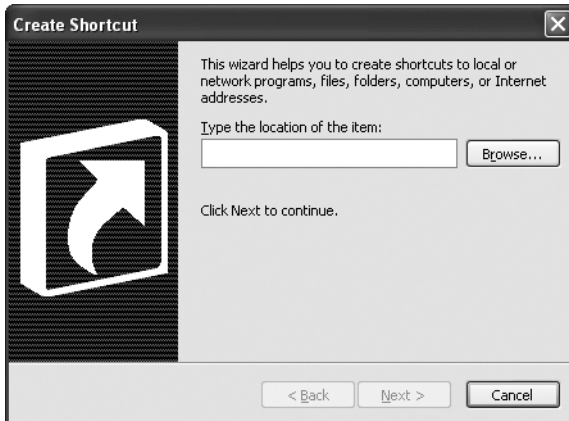 Create Shortcut
This wizard helps you to create shortcuts to local or
network programs, files, folders, computers, or Internet
addresses.
Type the location of the item:
Browse...
Click Next to continue.
< Back Next > Cancel